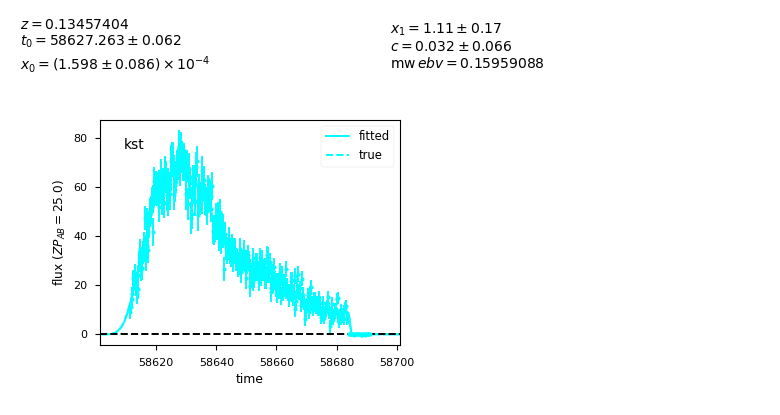 z = 0.13457404
t₀ = 58627.263 ± 0.062
x₀ = (1.598 ± 0.086) × 10⁻⁴
x₁ = 1.11 ± 0.17
c = 0.032 ± 0.066
mw ebv = 0.15959088
kst
fitted
true
flux (ZP_AB = 25.0)
80
60
40
20
0
58620 58640 58660 58680 58700
time